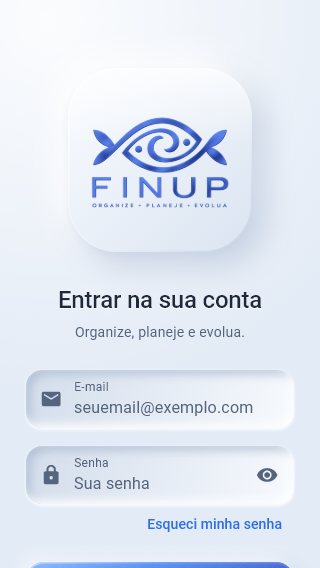 FINUP
ORGANIZE • PLANEJE • EVOLUA
Entrar na sua conta
Organize, planeje e evolua.
E-mail
seuemail@exemplo.com
Senha
Sua senha
Esqueci minha senha